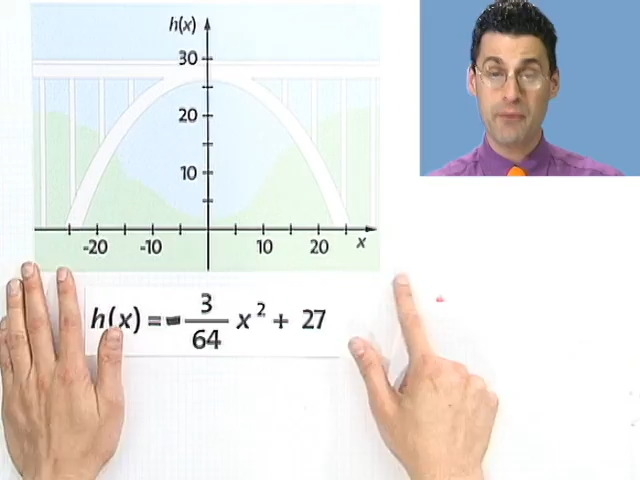 h(x)
30
20
10
-20 -10 10 20 x
h(x) = - 3/64 x² + 27